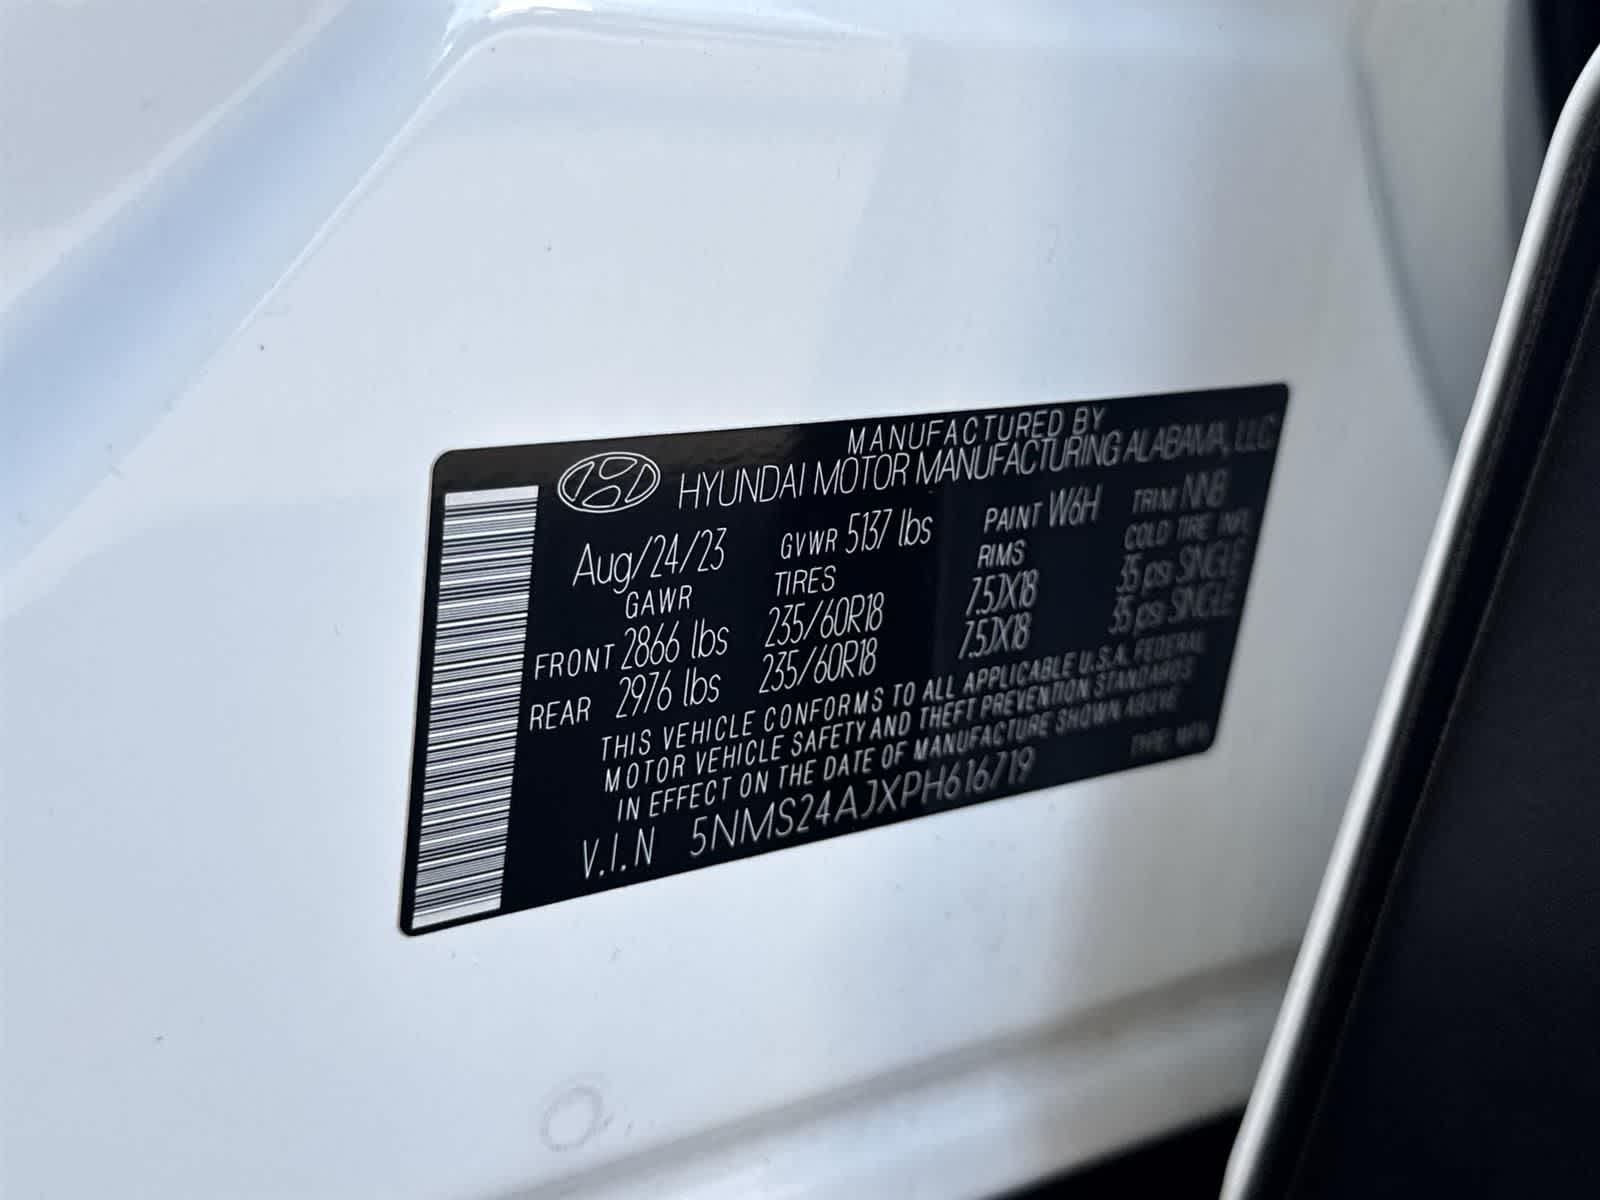 MANUFACTURED BY
HYUNDAI MOTOR MANUFACTURING ALABAMA, LLC
Aug/24/23 GVWR 5137 lbs PAINT W6H TRIM NNB
GAWR TIRES RIMS COLD TIRE INFL
FRONT 2866 lbs 235/60R18 7.5JX18 35 psi SINGLE
REAR 2976 lbs 235/60R18 7.5JX18 35 psi SINGLE
THIS VEHICLE CONFORMS TO ALL APPLICABLE U.S.A. FEDERAL
MOTOR VEHICLE SAFETY AND THEFT PREVENTION STANDARDS
IN EFFECT ON THE DATE OF MANUFACTURE SHOWN ABOVE
V.I.N 5NMS24AJXPH616719 TYPE: